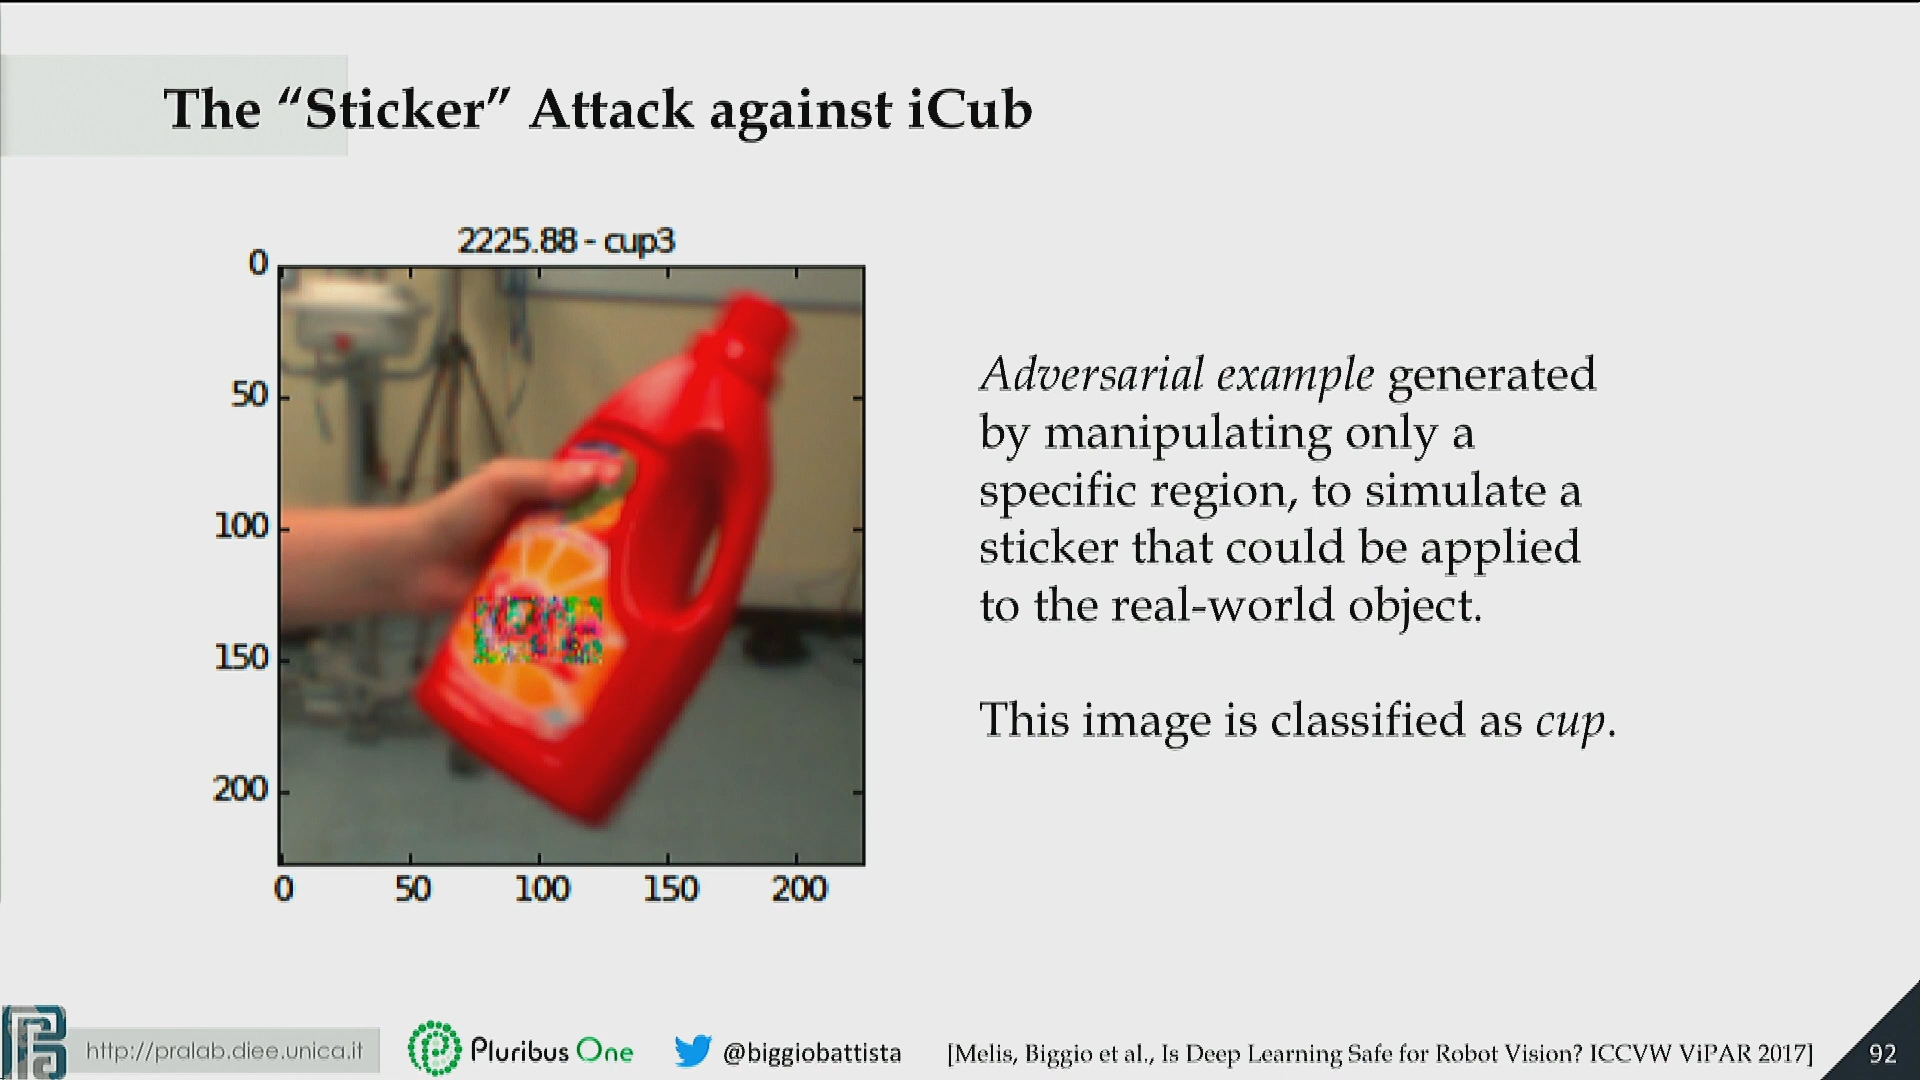 The “Sticker” Attack against iCub
2225.88 - cup3
0
50
100
150
200
0 50 100 150 200
Adversarial example generated
by manipulating only a
specific region, to simulate a
sticker that could be applied
to the real-world object.
This image is classified as cup.
http://pralab.diee.unica.it
Pluribus One
@biggiobattista
[Melis, Biggio et al., Is Deep Learning Safe for Robot Vision? ICCVW ViPAR 2017]
92